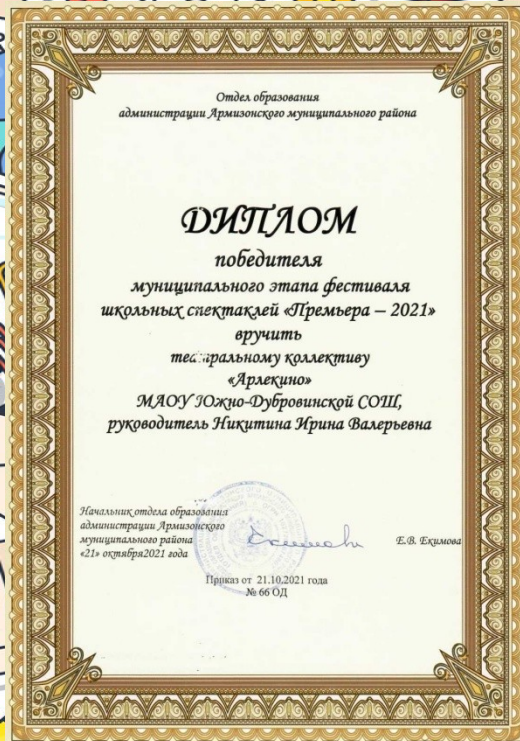 Отдел образования
администрации Армизонского муниципального района
ДИПЛОМ
победителя
муниципального этапа фестиваля
школьных спектаклей «Премьера – 2021»
вручить
театральному коллективу
«Арлекино»
МАОУ Южно-Дубровинской СОШ,
руководитель Никитина Ирина Валерьевна
Начальник отдела образования
администрации Армизонского
муниципального района
«21» октября2021 года
Е.В. Екимова
Приказ от 21.10.2021 года
№ 66 ОД